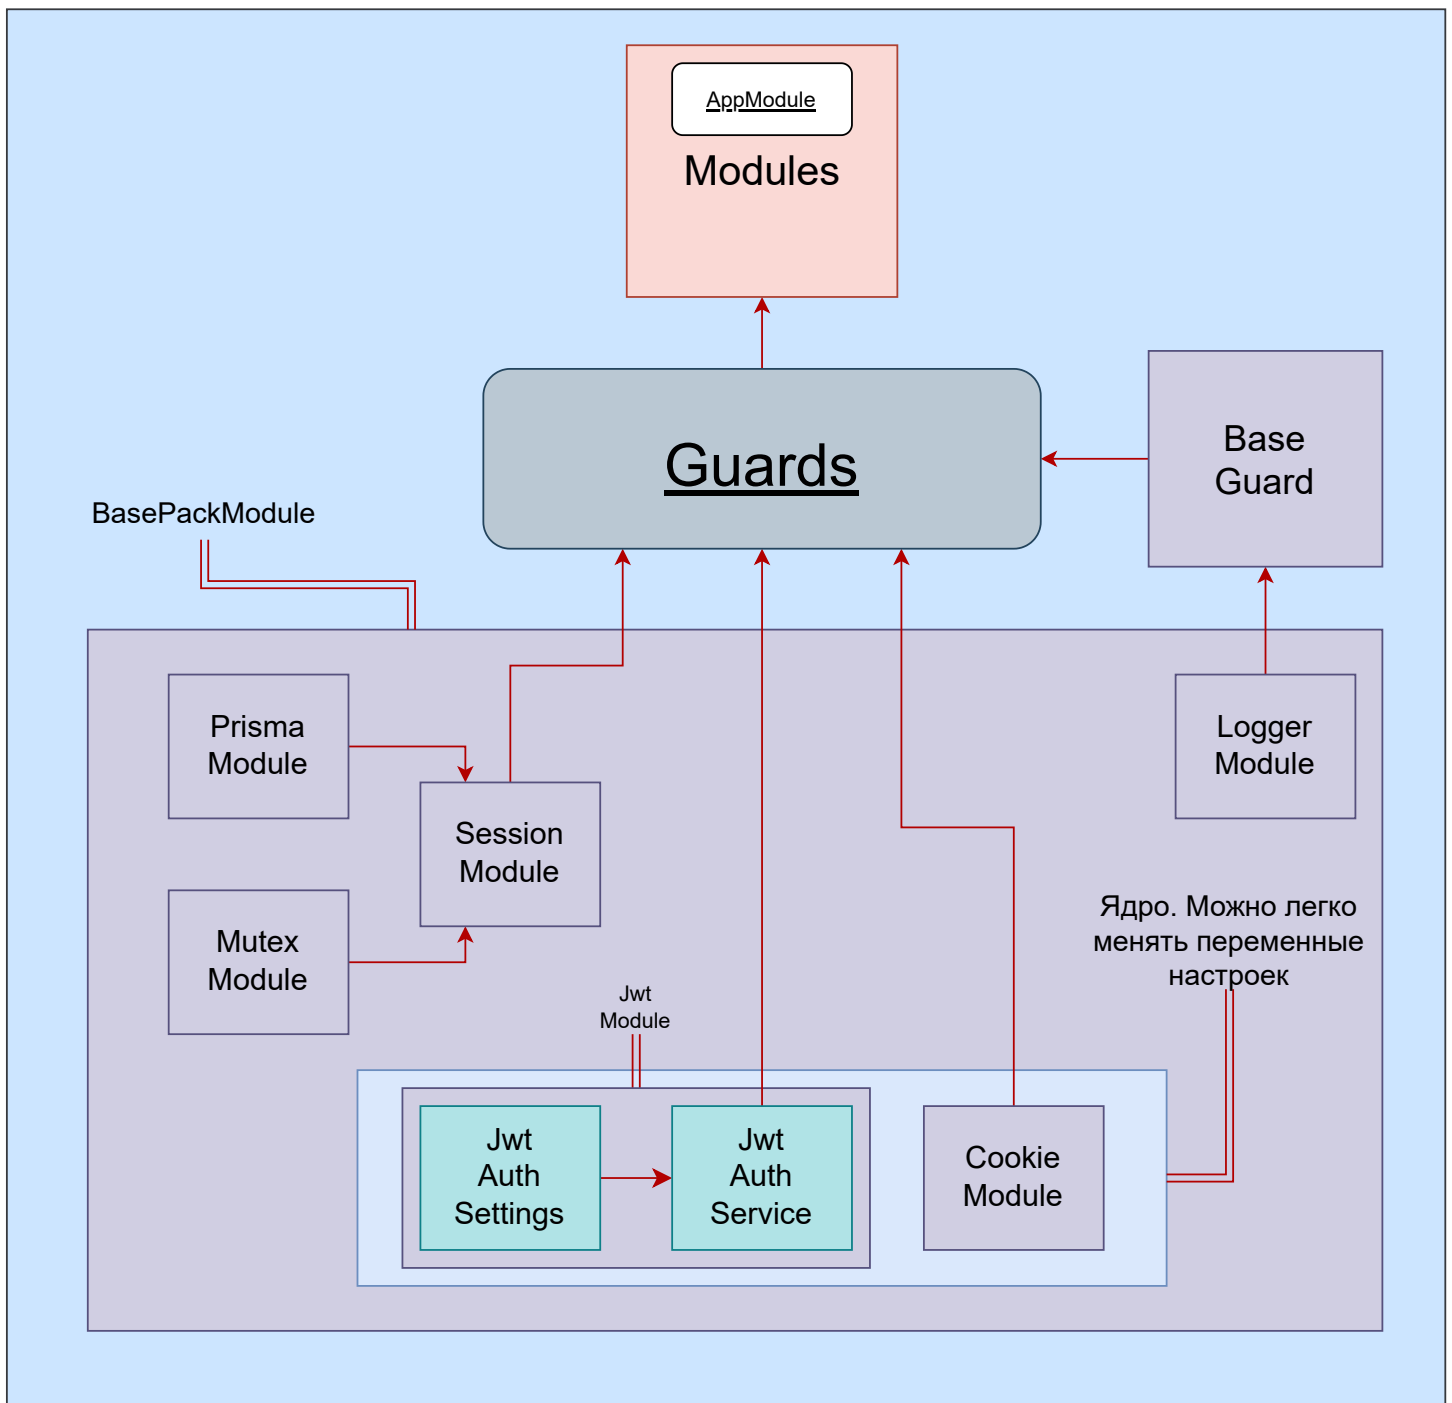 AppModule
Modules
Guards
Base
Guard
BasePackModule
Prisma
Module
Logger
Module
Session
Module
Mutex
Module
Ядро. Можно легко
менять переменные
настроек
Jwt
Module
Jwt
Auth
Settings
Jwt
Auth
Service
Cookie
Module